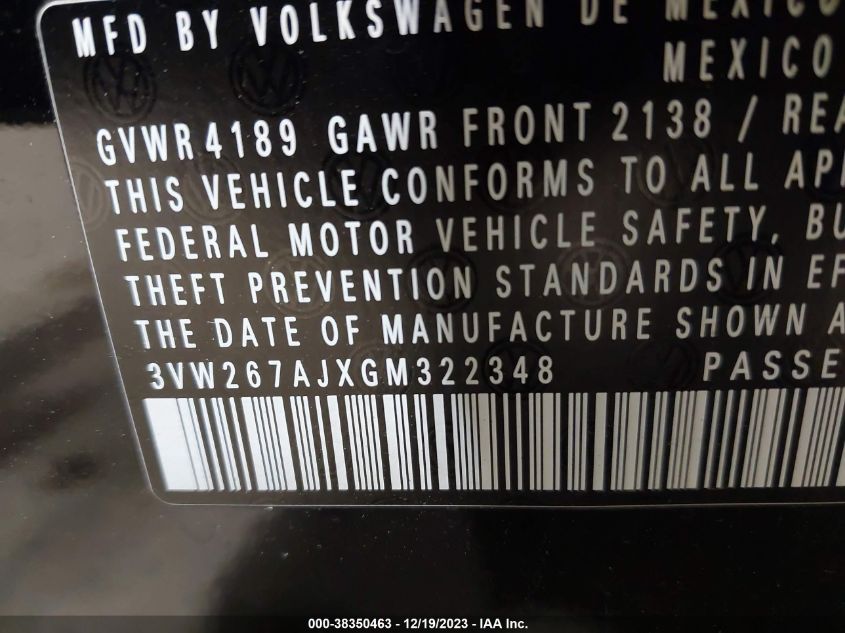 MFD BY VOLKSWAGEN DE MEXICO
MEXICO
GVWR 4189 GAWR FRONT 2138 / REA
THIS VEHICLE CONFORMS TO ALL APP
FEDERAL MOTOR VEHICLE SAFETY, BU
THEFT PREVENTION STANDARDS IN EF
THE DATE OF MANUFACTURE SHOWN A
3VW267AJXGM322348 PASSE
000-38350463 - 12/19/2023 - IAA Inc.